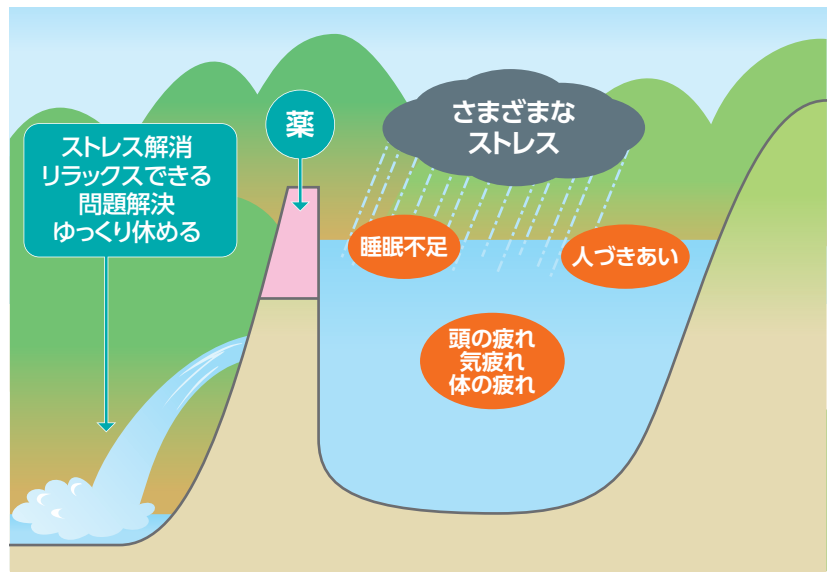 薬
さまざまな
ストレス
ストレス解消
リラックスできる
問題解決
ゆっくり休める
睡眠不足
人づきあい
頭の疲れ
気疲れ
体の疲れ